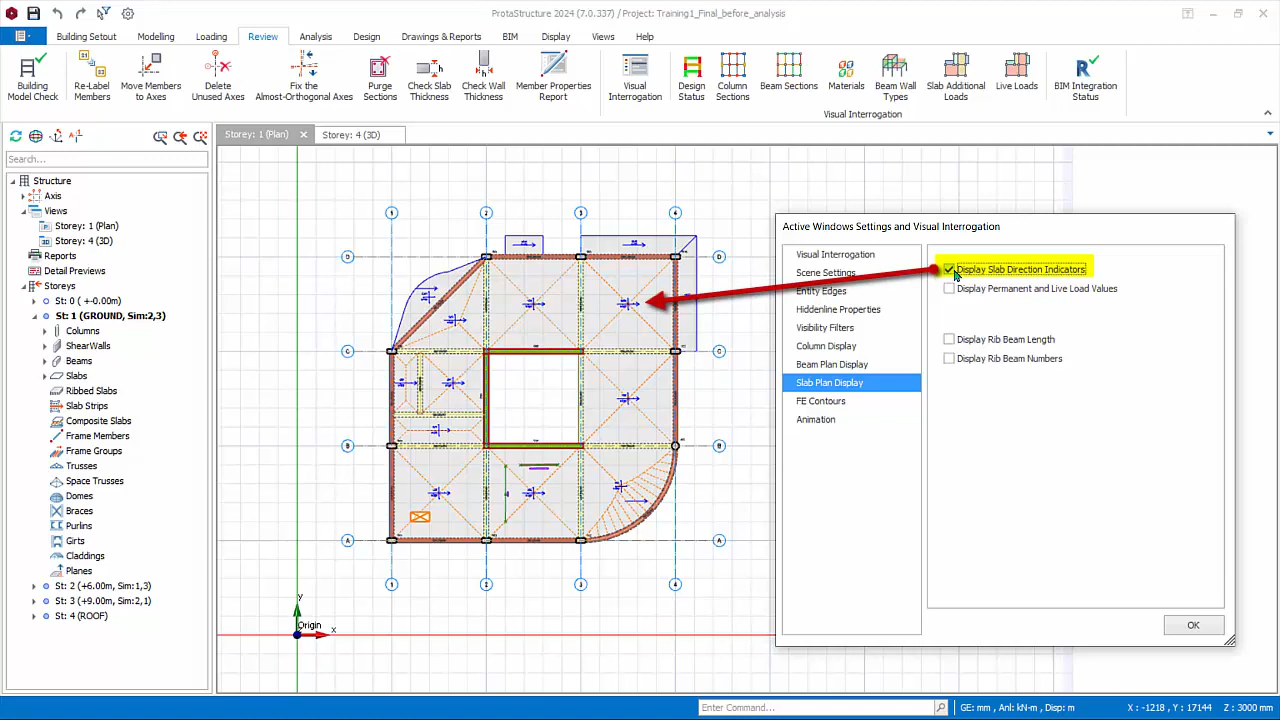 ProtaStructure 2024 (7.0.337) / Project: Training1_Final_before_analysis
Building Setout
Modelling
Loading
Review
Analysis
Design
Drawings & Reports
BIM
Display
Views
Help
Building
Model Check
Re-Label
Members
Move Members
to Axes
Delete
Unused Axes
Fix the
Almost-Orthogonal Axes
Purge
Sections
Check Slab
Thickness
Check Wall
Thickness
Member Properties
Report
Visual
Interrogation
Design
Status
Column
Sections
Beam Sections
Materials
Beam Wall
Types
Slab Additional
Loads
Live Loads
BIM Integration
Status
Visual Interrogation
Storey: 1 (Plan)
Storey: 4 (3D)
Search...
Structure
Axis
Views
Storey: 1 (Plan)
Storey: 4 (3D)
Reports
Detail Previews
Storeys
St: 0 (+-0.00m)
St: 1 (GROUND, Sim:2,3)
Columns
ShearWalls
Beams
Slabs
Ribbed Slabs
Slab Strips
Composite Slabs
Frame Members
Frame Groups
Trusses
Space Trusses
Domes
Braces
Purlins
Girts
Claddings
Planes
St: 2 (+6.00m, Sim:1,3)
St: 3 (+9.00m, Sim:2,1)
St: 4 (ROOF)
1 2 3 4
D D
C C
B B
A A
1 2 3 4
Y
Origin
X
Active Windows Settings and Visual Interrogation
Visual Interrogation
Scene Settings
Entity Edges
Hiddenline Properties
Visibility Filters
Column Display
Beam Plan Display
Slab Plan Display
FE Contours
Animation
Display Slab Direction Indicators
Display Permanent and Live Load Values
Display Rib Beam Length
Display Rib Beam Numbers
OK
Enter Command...
GE: mm , Anl: kN-m , Disp: m
X : -1218, Y : 17144
Z : 3000 mm